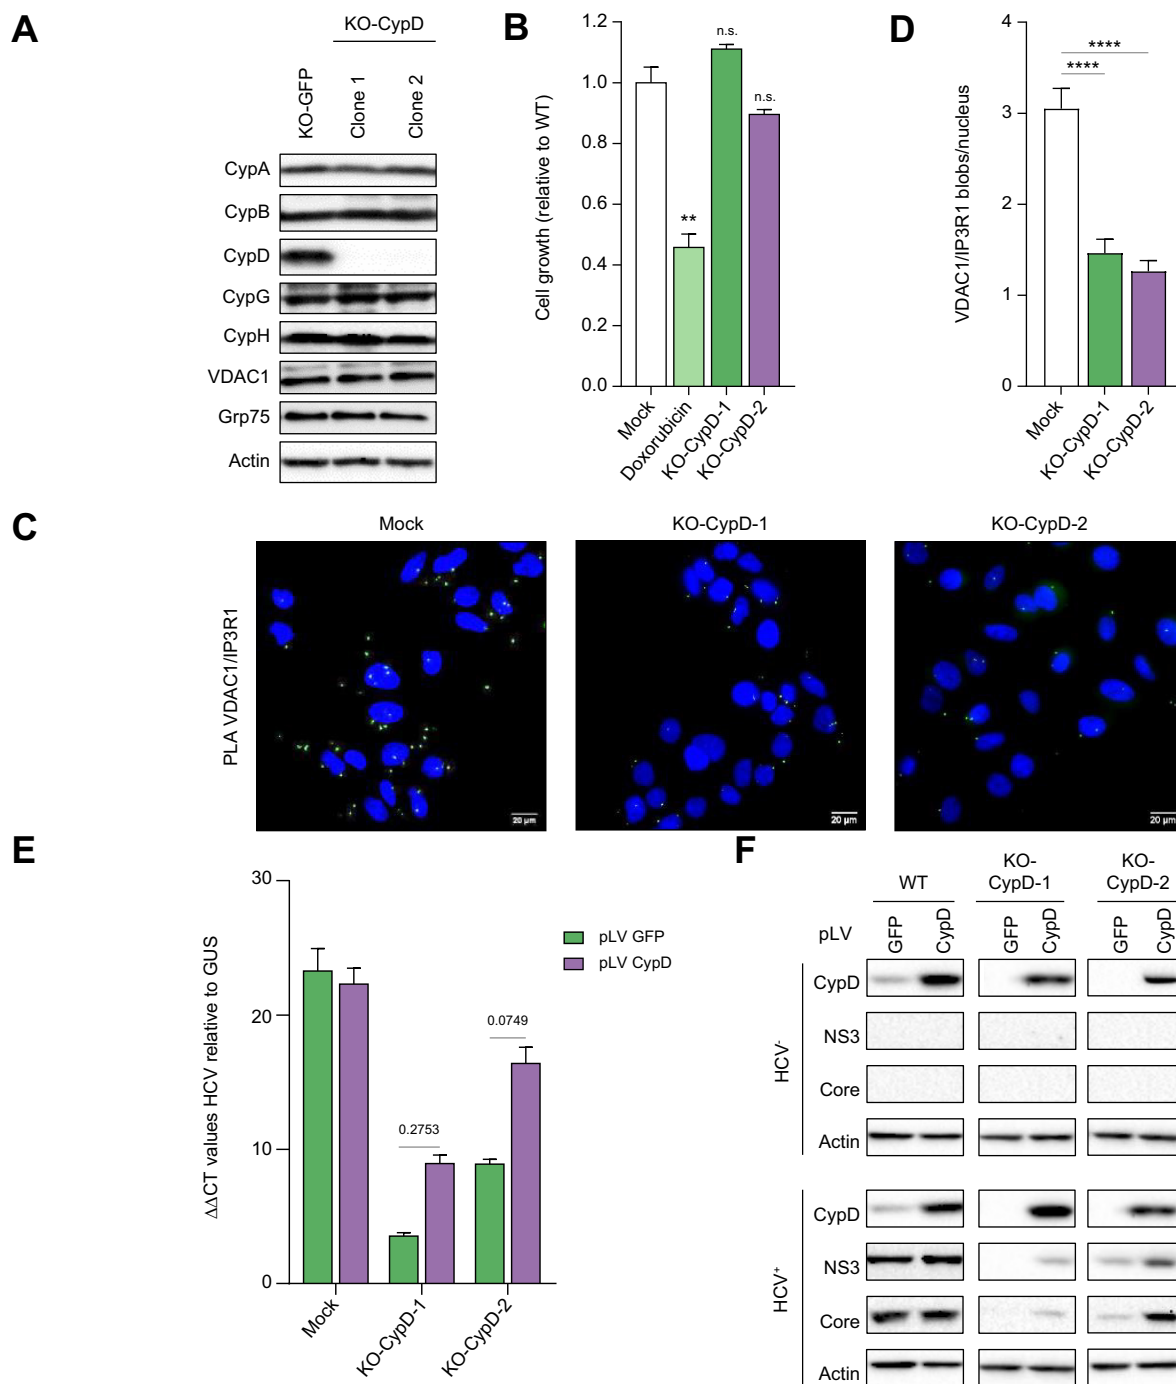 A
KO-CypD
KO-GFP
Clone 1
Clone 2
CypA
CypB
CypD
CypG
CypH
VDAC1
Grp75
Actin
B
Cell growth (relative to WT)
1.2
1.0
0.8
0.6
0.4
0.2
0.0
**
n.s.
n.s.
Mock
Doxorubicin
KO-CypD-1
KO-CypD-2
D
VDAC1/IP3R1 blobs/nucleus
4
3
2
1
0
****
****
Mock
KO-CypD-1
KO-CypD-2
C
Mock
KO-CypD-1
KO-CypD-2
PLA VDAC1/IP3R1
20 µm
20 µm
20 µm
E
ΔΔCT values HCV relative to GUS
30
20
10
0
0.2753
0.0749
pLV GFP
pLV CypD
Mock
KO-CypD-1
KO-CypD-2
F
WT
KO-
CypD-1
KO-
CypD-2
pLV
GFP
CypD
GFP
CypD
GFP
CypD
HCV-
CypD
NS3
Core
Actin
HCV+
CypD
NS3
Core
Actin